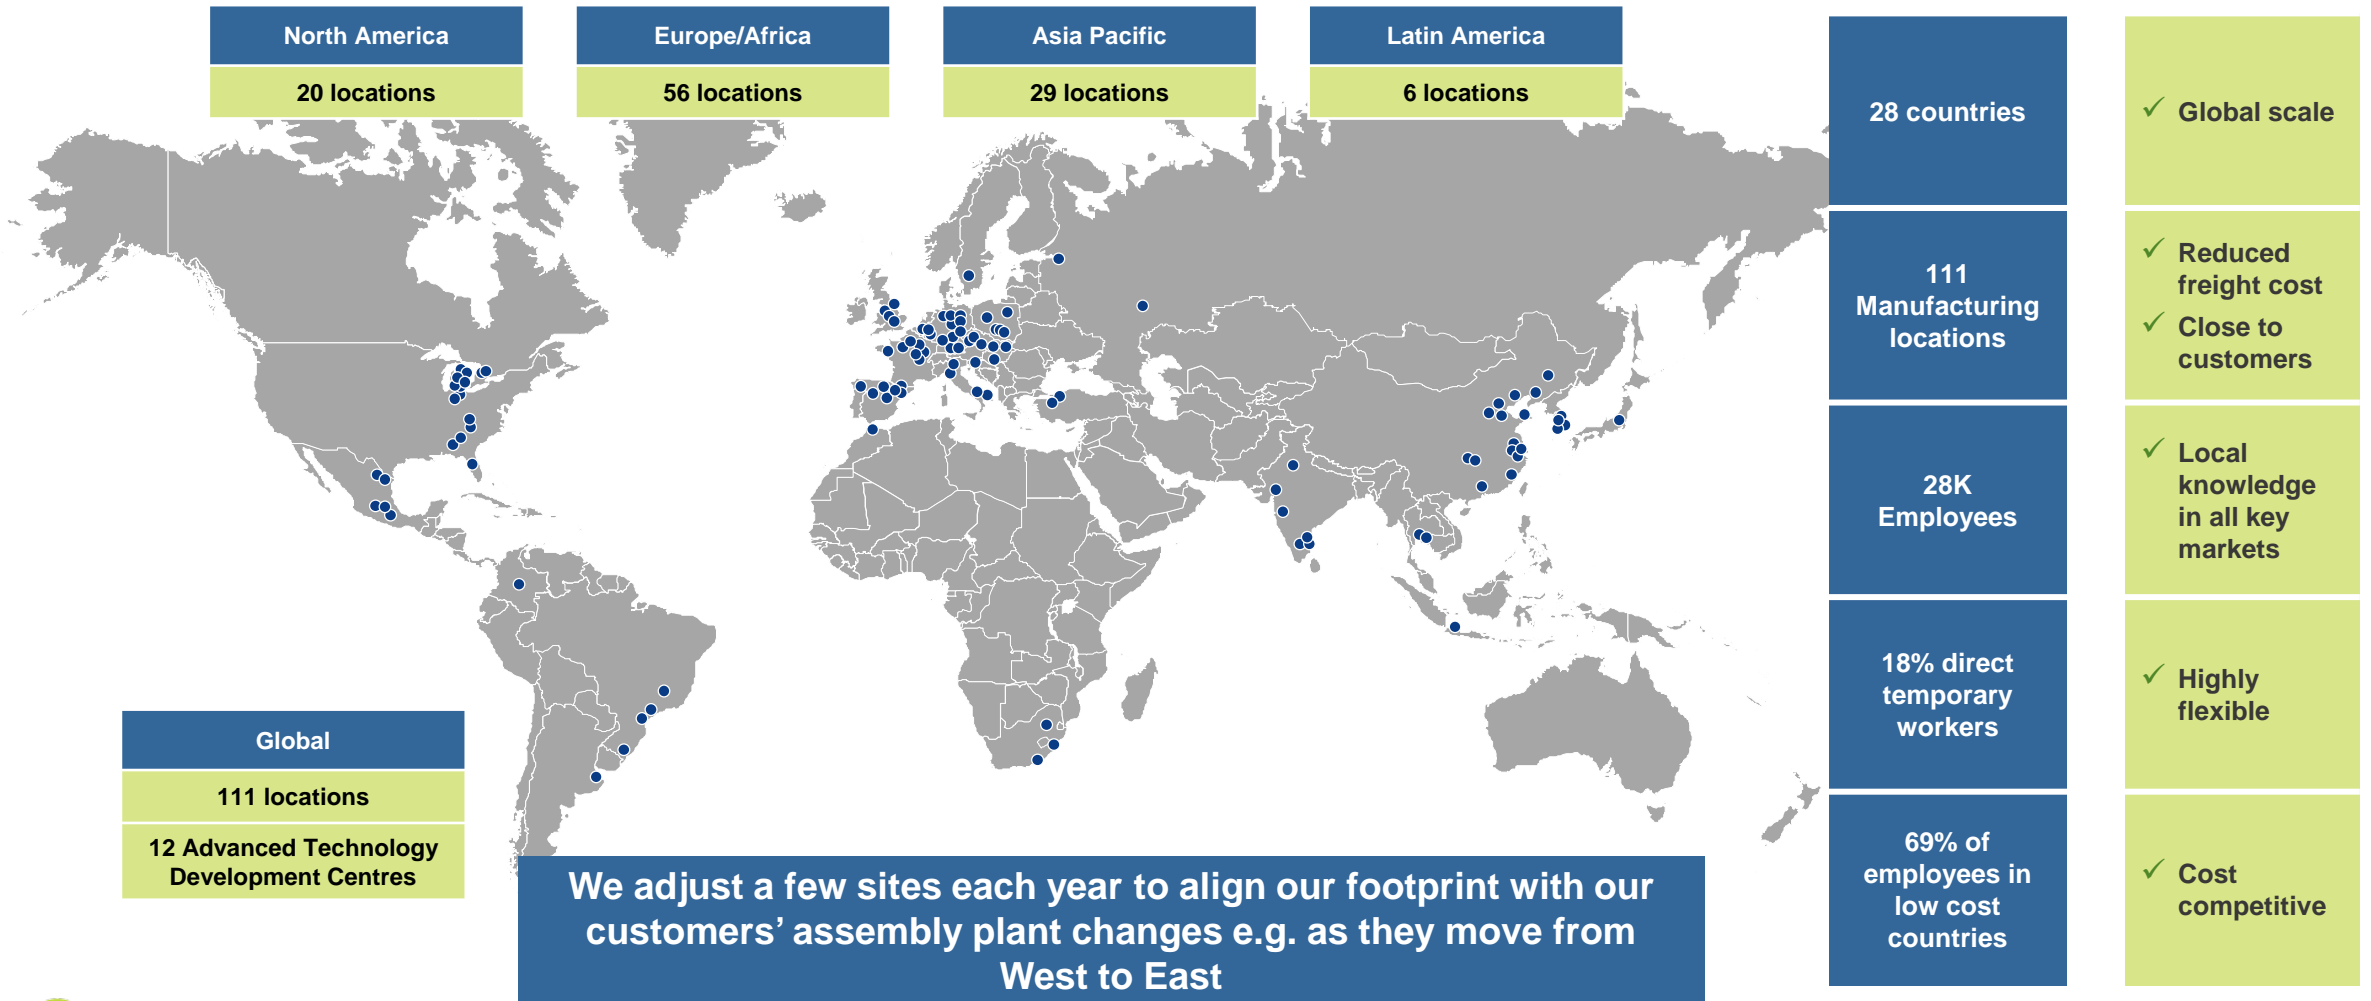 North America
20 locations
Europe/Africa
56 locations
Asia Pacific
29 locations
Latin America
6 locations
Global
111 locations
12 Advanced Technology
Development Centres
We adjust a few sites each year to align our footprint with our
customers’ assembly plant changes e.g. as they move from
West to East
28 countries
✓ Global scale
111
Manufacturing
locations
✓ Reduced
freight cost
✓ Close to
customers
28K
Employees
✓ Local
knowledge
in all key
markets
18% direct
temporary
workers
✓ Highly
flexible
69% of
employees in
low cost
countries
✓ Cost
competitive